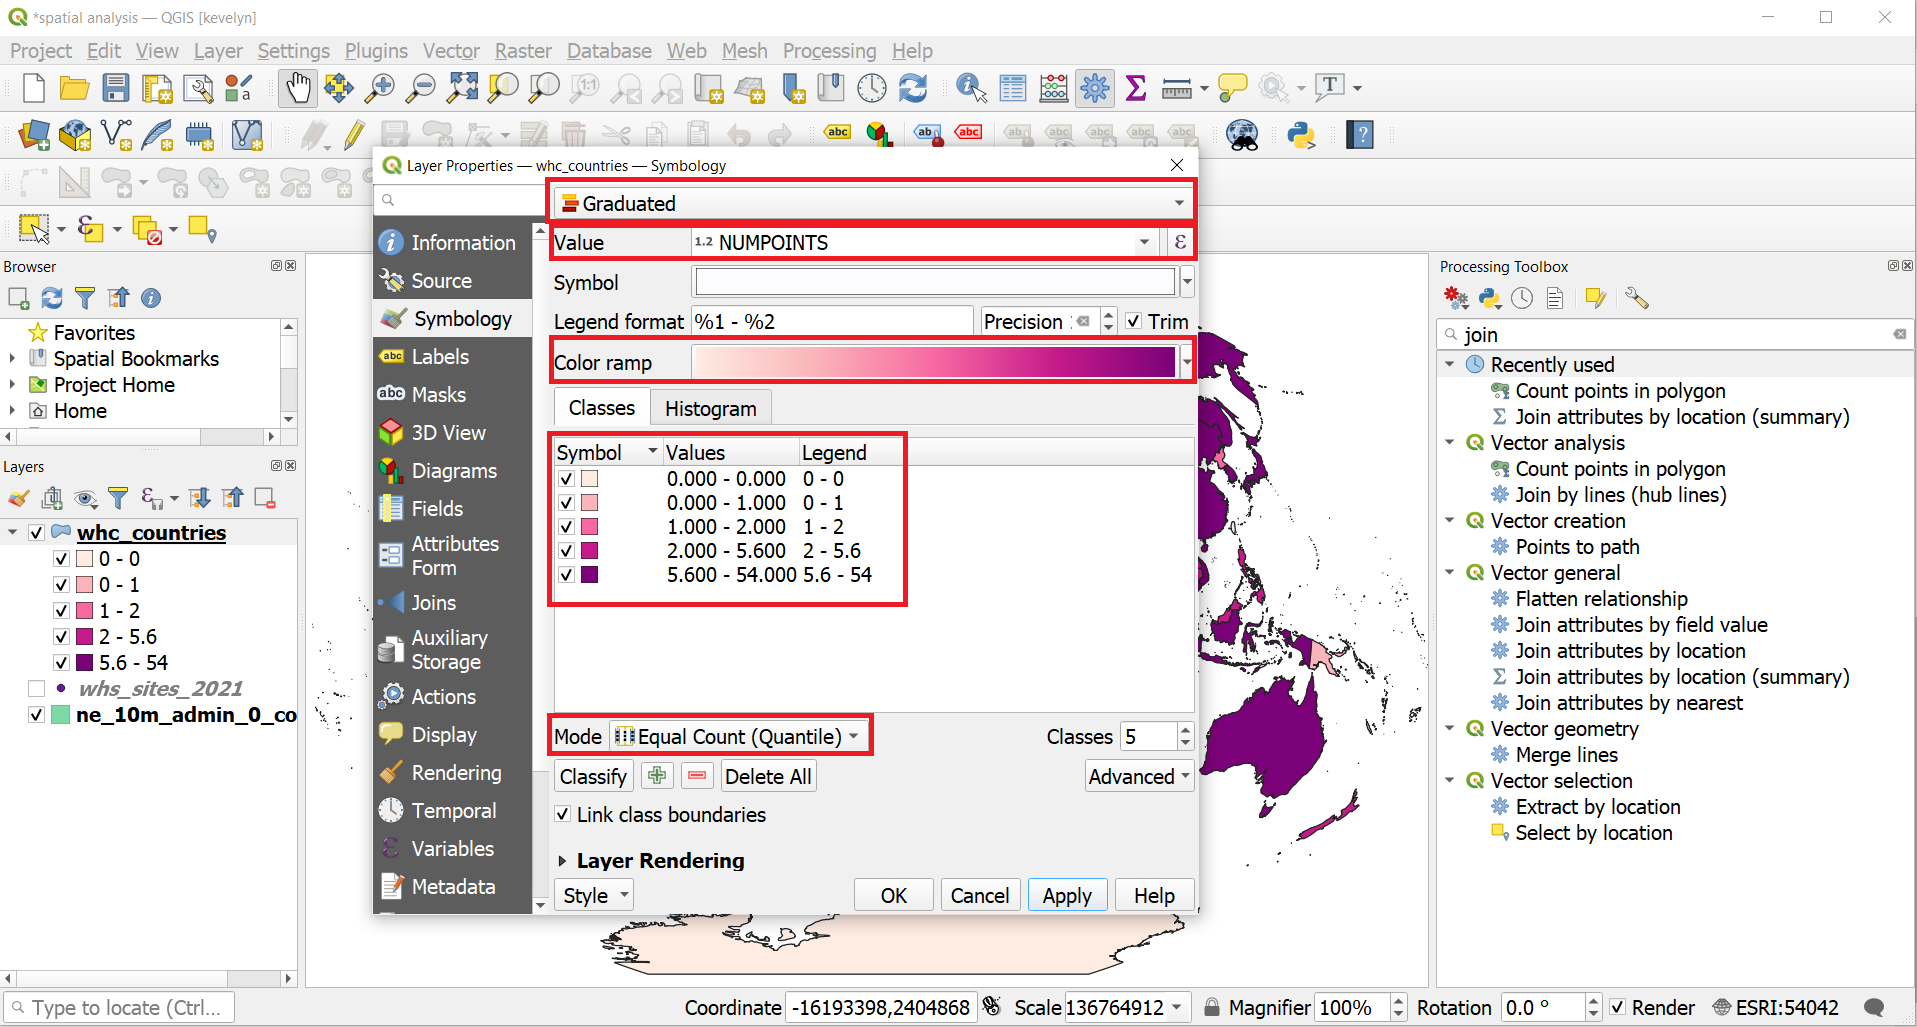 *spatial analysis — QGIS [kevelyn]
Project Edit View Layer Settings Plugins Vector Raster Database Web Mesh Processing Help
Layer Properties — whc_countries — Symbology
Graduated
Value 1.2 NUMPOINTS ε
Symbol
Legend format %1 - %2 Precision Trim
Color ramp
Classes Histogram
Symbol Values Legend
0.000 - 0.000 0 - 0
0.000 - 1.000 0 - 1
1.000 - 2.000 1 - 2
2.000 - 5.600 2 - 5.6
5.600 - 54.000 5.6 - 54
Mode Equal Count (Quantile) Classes 5
Classify Delete All Advanced
Link class boundaries
Layer Rendering
Style OK Cancel Apply Help
Information
Source
Symbology
abc Labels
abc Masks
3D View
Diagrams
Fields
Attributes
Form
Joins
Auxiliary
Storage
Actions
Display
Rendering
Temporal
Variables
Metadata
Browser
Favorites
Spatial Bookmarks
Project Home
Home
Layers
whc_countries
0 - 0
0 - 1
1 - 2
2 - 5.6
5.6 - 54
whs_sites_2021
ne_10m_admin_0_co
Processing Toolbox
join
Recently used
Count points in polygon
Join attributes by location (summary)
Vector analysis
Count points in polygon
Join by lines (hub lines)
Vector creation
Points to path
Vector general
Flatten relationship
Join attributes by field value
Join attributes by location
Join attributes by location (summary)
Join attributes by nearest
Vector geometry
Merge lines
Vector selection
Extract by location
Select by location
Type to locate (Ctrl...
Coordinate -16193398,2404868 Scale 136764912 Magnifier 100% Rotation 0.0 ° Render ESRI:54042